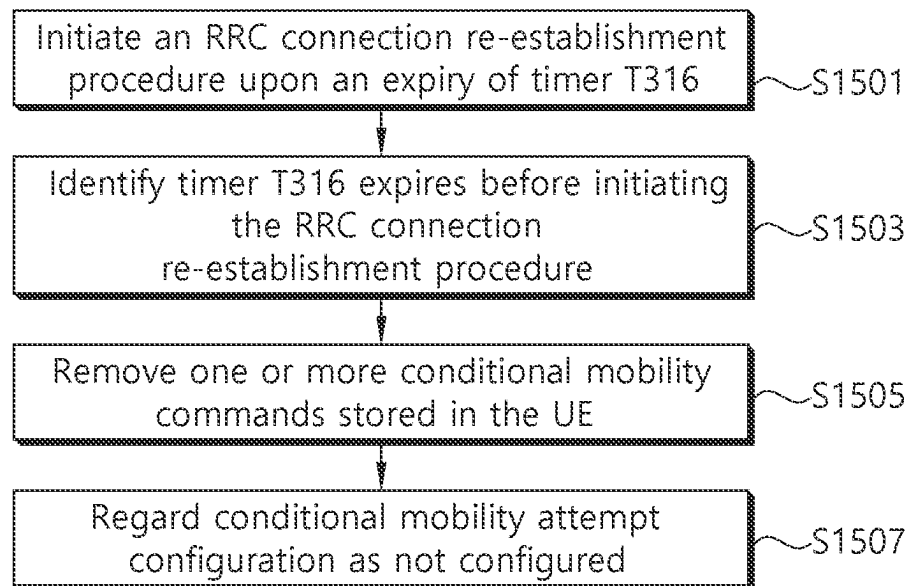 Initiate an RRC connection re-establishment
procedure upon an expiry of timer T316
S1501
Identify timer T316 expires before initiating
the RRC connection
re-establishment procedure
S1503
Remove one or more conditional mobility
commands stored in the UE
S1505
Regard conditional mobility attempt
configuration as not configured
S1507